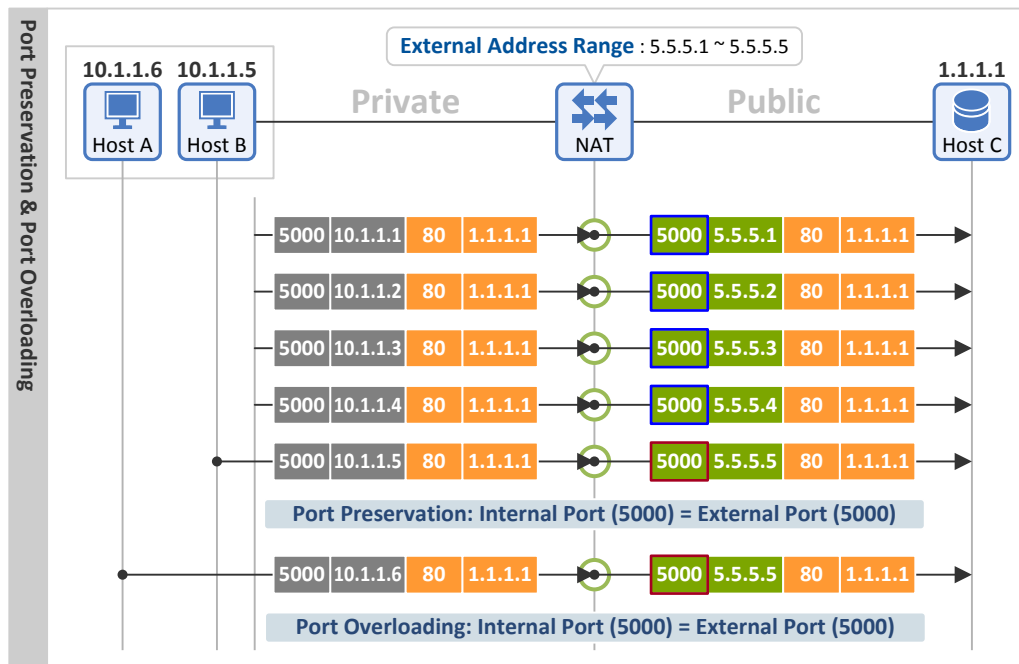 Port Preservation & Port Overloading
External Address Range : 5.5.5.1 ~ 5.5.5.5
10.1.1.6 10.1.1.5 1.1.1.1
Private Public
Host A Host B NAT Host C
5000 10.1.1.1 80 1.1.1.1 5000 5.5.5.1 80 1.1.1.1
5000 10.1.1.2 80 1.1.1.1 5000 5.5.5.2 80 1.1.1.1
5000 10.1.1.3 80 1.1.1.1 5000 5.5.5.3 80 1.1.1.1
5000 10.1.1.4 80 1.1.1.1 5000 5.5.5.4 80 1.1.1.1
5000 10.1.1.5 80 1.1.1.1 5000 5.5.5.5 80 1.1.1.1
Port Preservation: Internal Port (5000) = External Port (5000)
5000 10.1.1.6 80 1.1.1.1 5000 5.5.5.5 80 1.1.1.1
Port Overloading: Internal Port (5000) = External Port (5000)